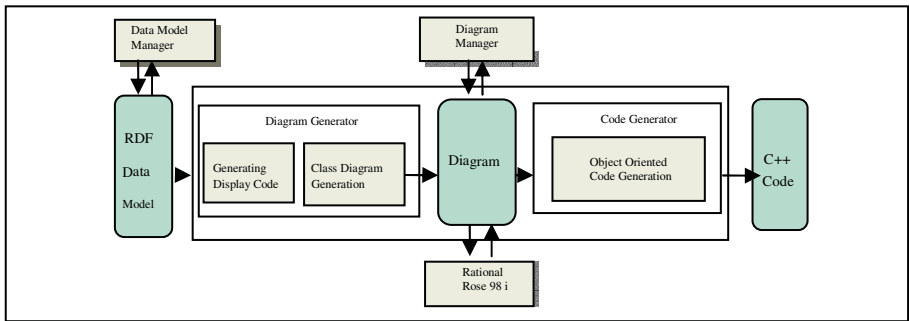 Data Model
Manager
Diagram
Manager
RDF
Data
Model
Diagram Generator
Generating
Display Code
Class Diagram
Generation
Diagram
Code Generator
Object Oriented
Code Generation
C++
Code
Rational
Rose 98 i